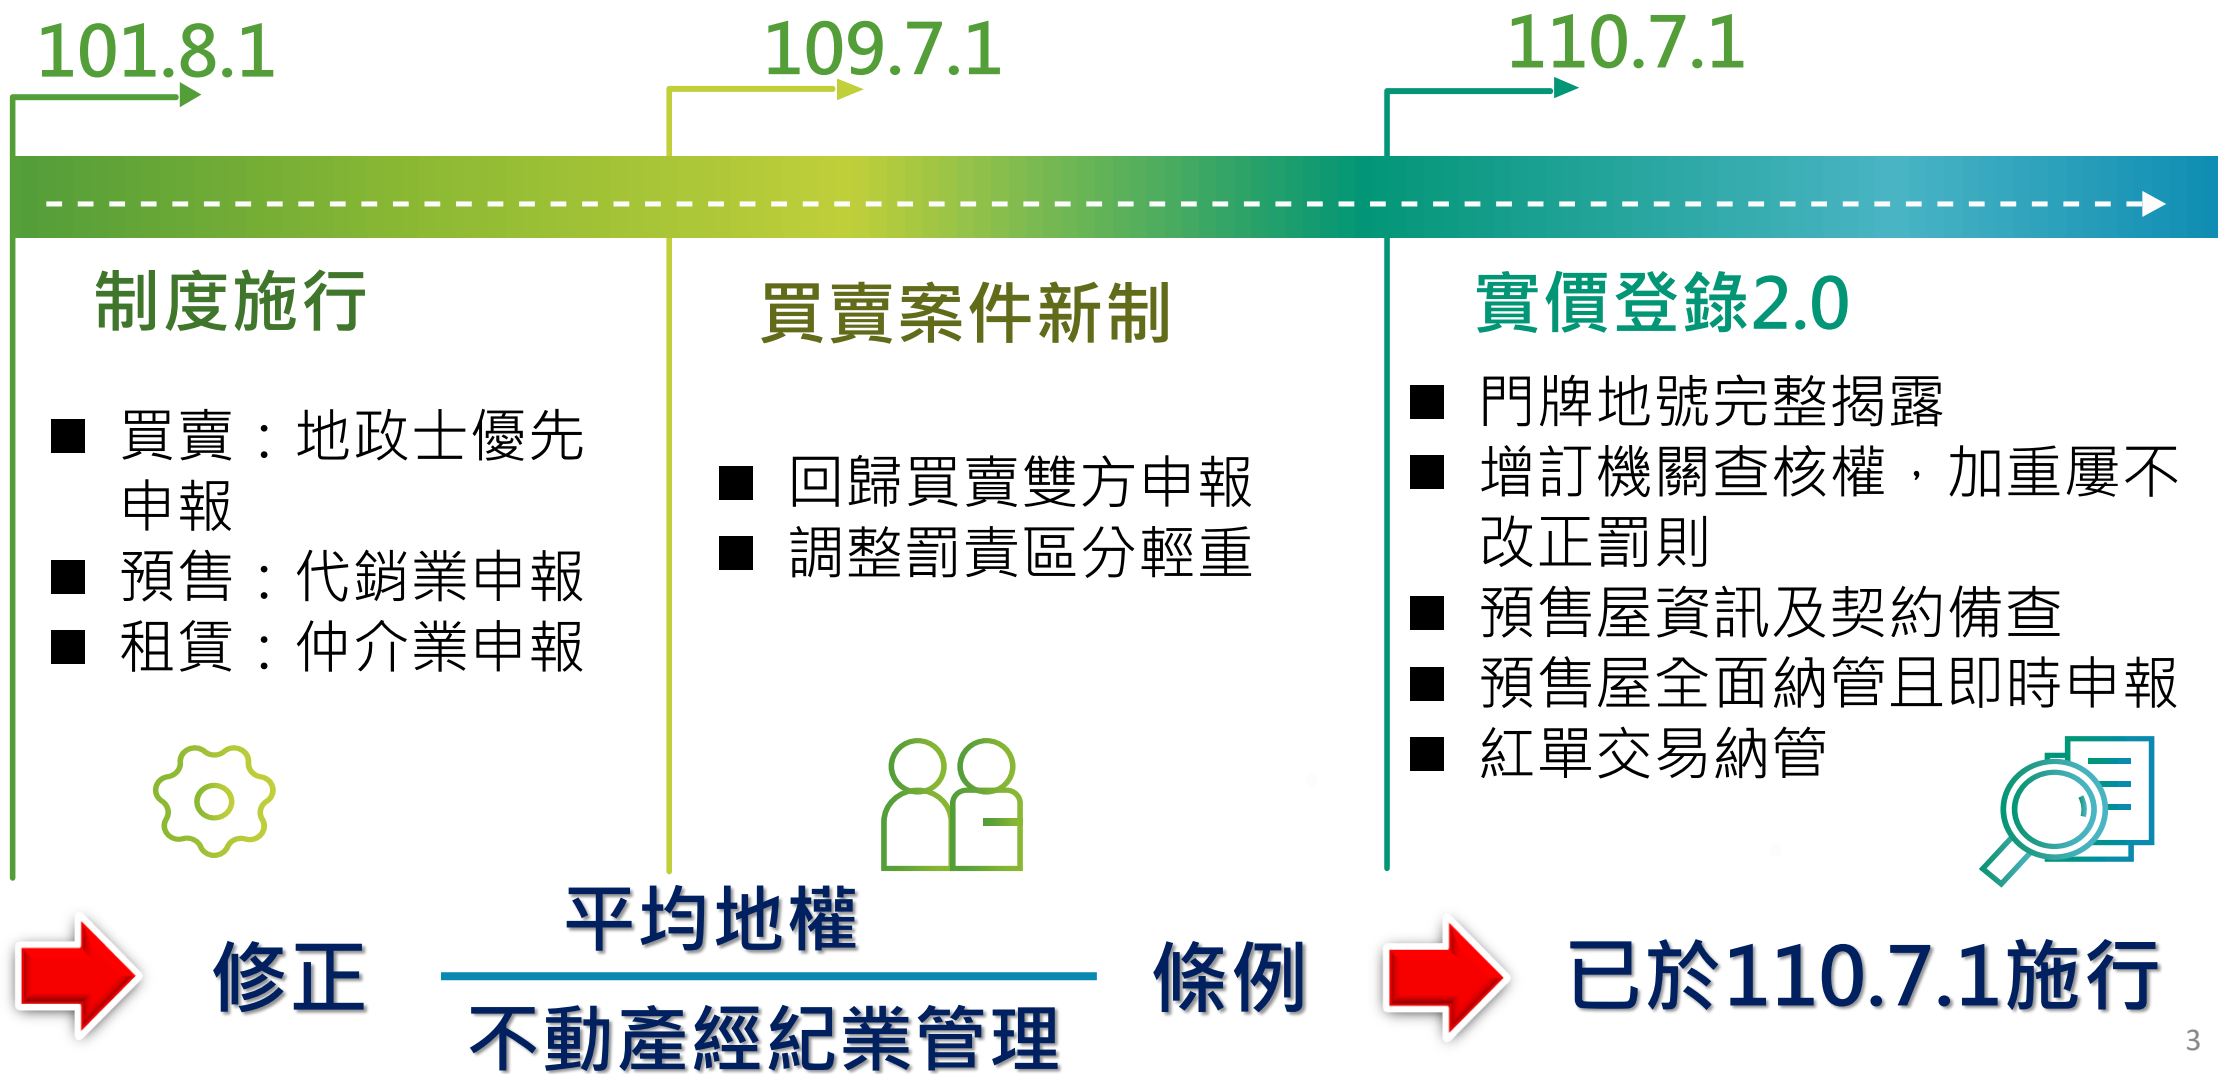 101.8.1
109.7.1
110.7.1
制度施行
■ 買賣：地政士優先
申報
■ 預售：代銷業申報
■ 租賃：仲介業申報
買賣案件新制
■ 回歸買賣雙方申報
■ 調整罰責區分輕重
實價登錄2.0
■ 門牌地號完整揭露
■ 增訂機關查核權，加重屢不
改正罰則
■ 預售屋資訊及契約備查
■ 預售屋全面納管且即時申報
■ 紅單交易納管
修正
平均地權
不動產經紀業管理
條例
已於110.7.1施行
3